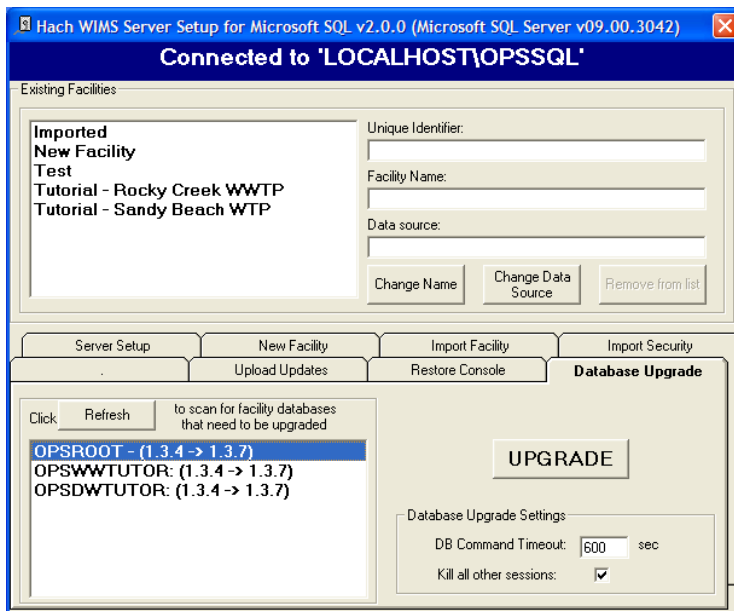 Hach WIMS Server Setup for Microsoft SQL v2.0.0 (Microsoft SQL Server v09.00.3042)
Connected to 'LOCALHOST\OPSSQL'
Existing Facilities
Imported
New Facility
Test
Tutorial - Rocky Creek WWTP
Tutorial - Sandy Beach WTP
Unique Identifier:
Facility Name:
Data source:
Change Name
Change Data
Source
Remove from list
Server Setup
New Facility
Import Facility
Import Security
.
Upload Updates
Restore Console
Database Upgrade
Click
Refresh
to scan for facility databases
that need to be upgraded
OPSROOT - (1.3.4 -> 1.3.7)
OPSWWTUTOR: (1.3.4 -> 1.3.7)
OPSDWTUTOR: (1.3.4 -> 1.3.7)
UPGRADE
Database Upgrade Settings
DB Command Timeout: 600 sec
Kill all other sessions: